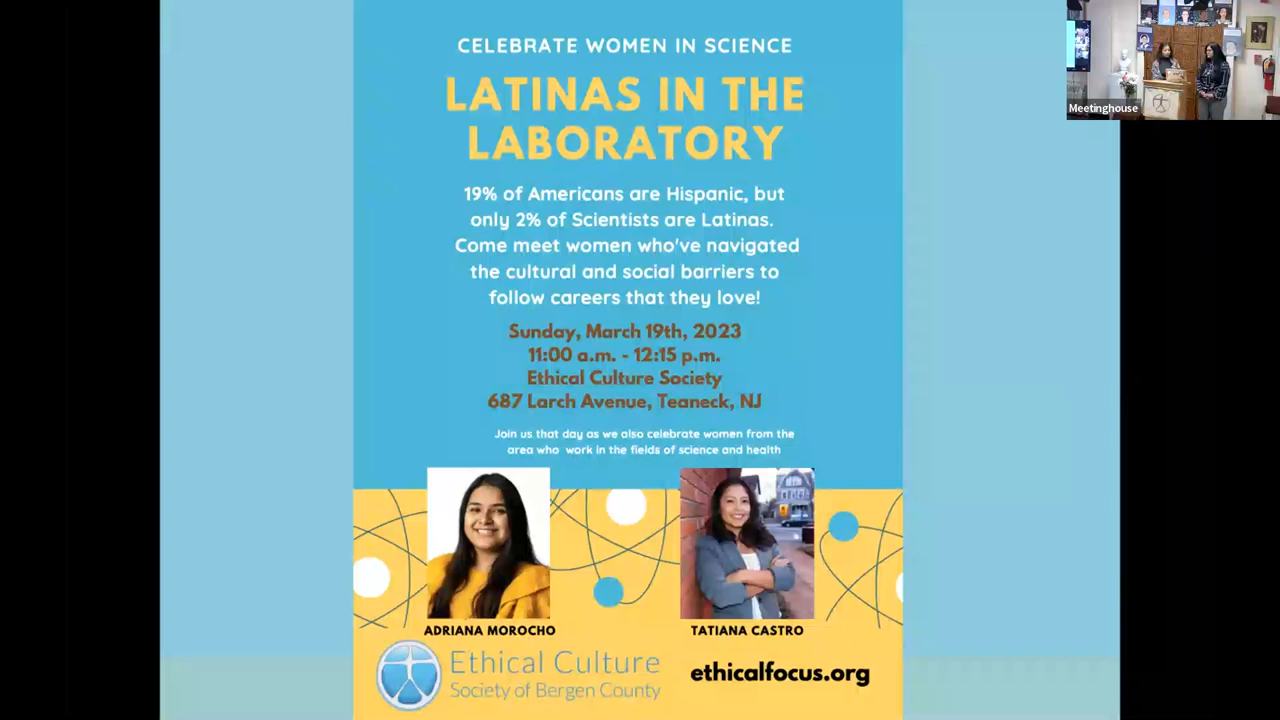 CELEBRATE WOMEN IN SCIENCE
LATINAS IN THE
LABORATORY
19% of Americans are Hispanic, but
only 2% of Scientists are Latinas.
Come meet women who've navigated
the cultural and social barriers to
follow careers that they love!
Sunday, March 19th, 2023
11:00 a.m. - 12:15 p.m.
Ethical Culture Society
687 Larch Avenue, Teaneck, NJ
Join us that day as we also celebrate women from the
area who work in the fields of science and health
ADRIANA MOROCHO
TATIANA CASTRO
Ethical Culture
Society of Bergen County
ethicalfocus.org
Meetinghouse